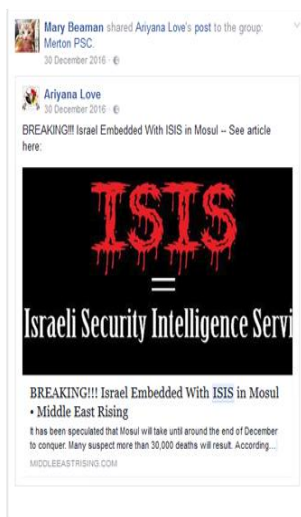 Mary Beaman shared Ariyana Love's post to the group:
Merton PSC.
30 December 2016 ·
Ariyana Love
30 December 2016 ·
BREAKING!!! Israel Embedded With ISIS in Mosul -- See article
here:
ISIS
=
Israeli Security Intelligence Servi
BREAKING!!! Israel Embedded With ISIS in Mosul
• Middle East Rising
It has been speculated that Mosul will take until around the end of December
to conquer. Many suspect more than 30,000 deaths will result. According...
MIDDLEEASTRISING.COM